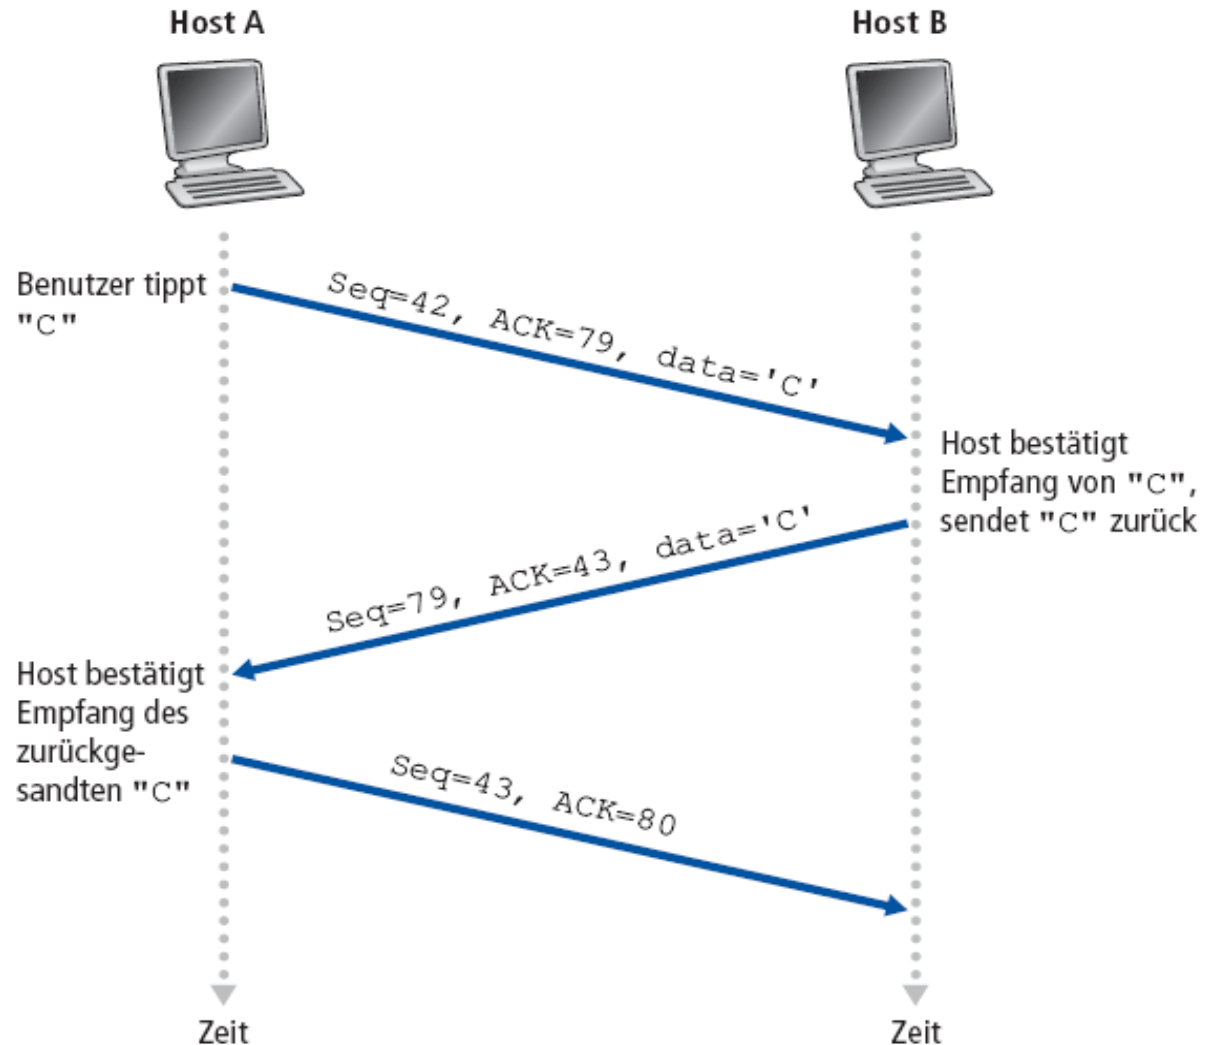 Host A
Host B
Benutzer tippt
"C"
Seq=42, ACK=79, data='C'
Host bestätigt
Empfang von "C",
sendet "C" zurück
Seq=79, ACK=43, data='C'
Host bestätigt
Empfang des
zurückge-
sandten "C"
Seq=43, ACK=80
Zeit
Zeit